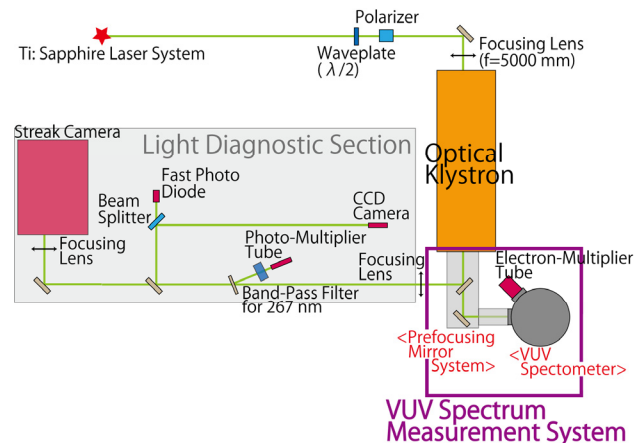 Polarizer
Ti: Sapphire Laser System
Waveplate
( λ/2)
Focusing Lens
(f=5000 mm)
Streak Camera
Light Diagnostic Section
Optical
Klystron
Fast Photo
Diode
Beam
Splitter
CCD
Camera
Focusing
Lens
Photo-Multiplier
Tube
Focusing
Lens
Electron-Multiplier
Tube
Band-Pass Filter
for 267 nm
<Prefocusing
Mirror
System>
<VUV
Spectometer>
VUV Spectrum
Measurement System